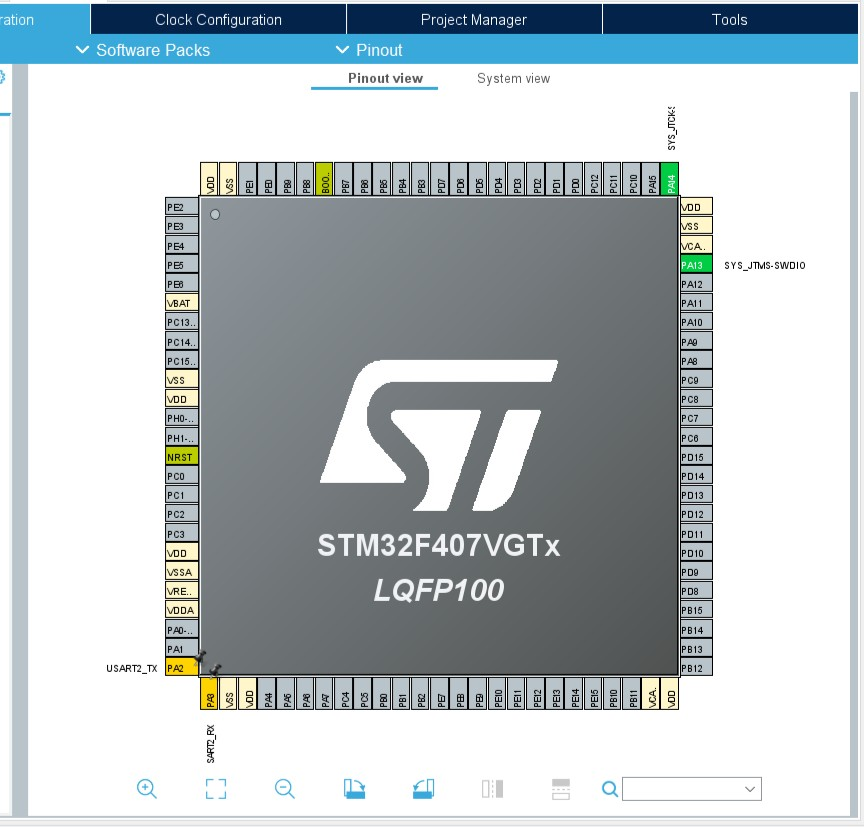 ration Clock Configuration Project Manager Tools
Software Packs Pinout
Pinout view System view
SYS_JTCK-S
VDD VSS PE1 PE0 PB9 PB8 BOO.. PB7 PB6 PB5 PB4 PB3 PD7 PD6 PD5 PD4 PD3 PD2 PD1 PD0 PC12 PC11 PC10 PA15 PA14
PE2
PE3
PE4
PE5
PE6
VBAT
PC13..
PC14..
PC15..
VSS
VDD
PH0-..
PH1-..
NRST
PC0
PC1
PC2
PC3
VDD
VSSA
VRE..
VDDA
PA0-..
PA1
USART2_TX PA2
STM32F407VGTx
LQFP100
VDD
VSS
VCA..
PA13 SYS_JTMS-SWDIO
PA12
PA11
PA10
PA9
PA8
PC9
PC8
PC7
PC6
PD15
PD14
PD13
PD12
PD11
PD10
PD9
PD8
PB15
PB14
PB13
PB12
PA3 VSS VDD PA4 PA5 PA6 PA7 PC4 PC5 PB0 PB1 PB2 PE7 PE8 PE9 PE10 PE11 PE12 PE13 PE14 PE15 PB10 PB11 VCA.. VDD
SART2_RX